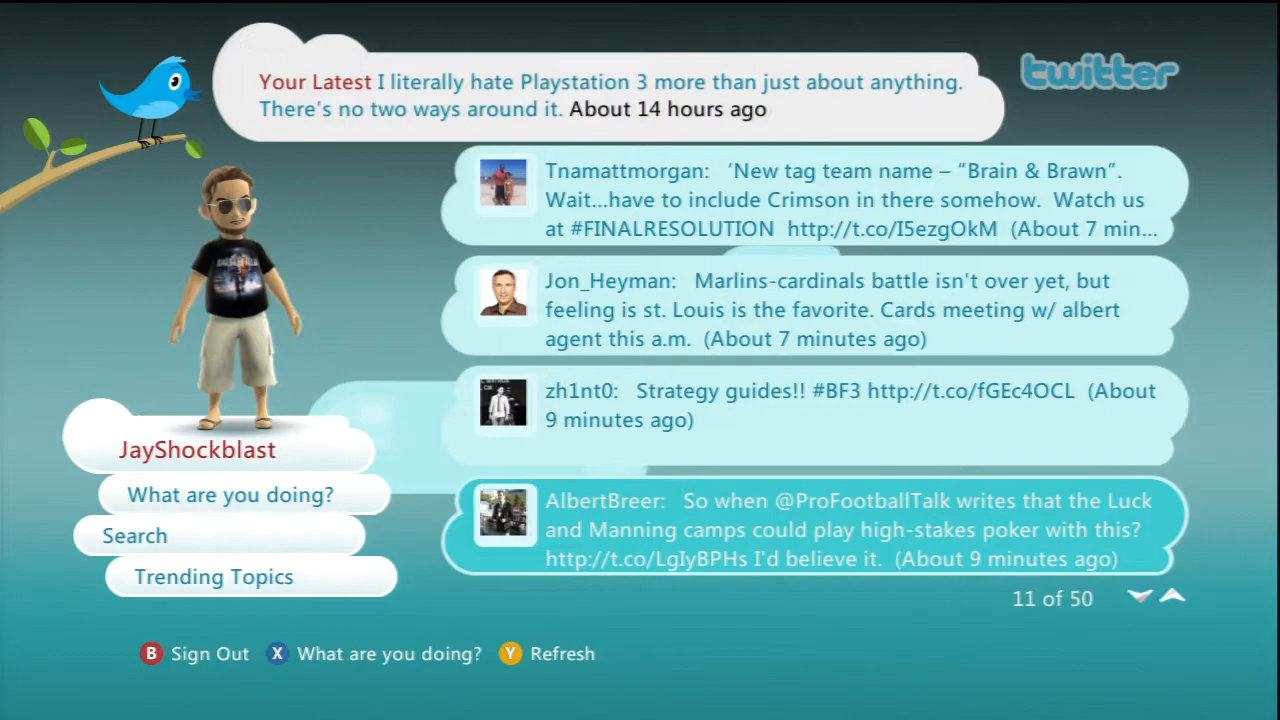 Your Latest I literally hate Playstation 3 more than just about anything.
There's no two ways around it. About 14 hours ago
twitter
Tnamattmorgan: ‘New tag team name – “Brain & Brawn”.
Wait...have to include Crimson in there somehow. Watch us
at #FINALRESOLUTION http://t.co/I5ezgOkM (About 7 min...
Jon_Heyman: Marlins-cardinals battle isn't over yet, but
feeling is st. Louis is the favorite. Cards meeting w/ albert
agent this a.m. (About 7 minutes ago)
zh1nt0: Strategy guides!! #BF3 http://t.co/fGEc4OCL (About
9 minutes ago)
AlbertBreer: So when @ProFootballTalk writes that the Luck
and Manning camps could play high-stakes poker with this?
http://t.co/LgIyBPHs I'd believe it. (About 9 minutes ago)
JayShockblast
What are you doing?
Search
Trending Topics
11 of 50
B Sign Out X What are you doing? Y Refresh